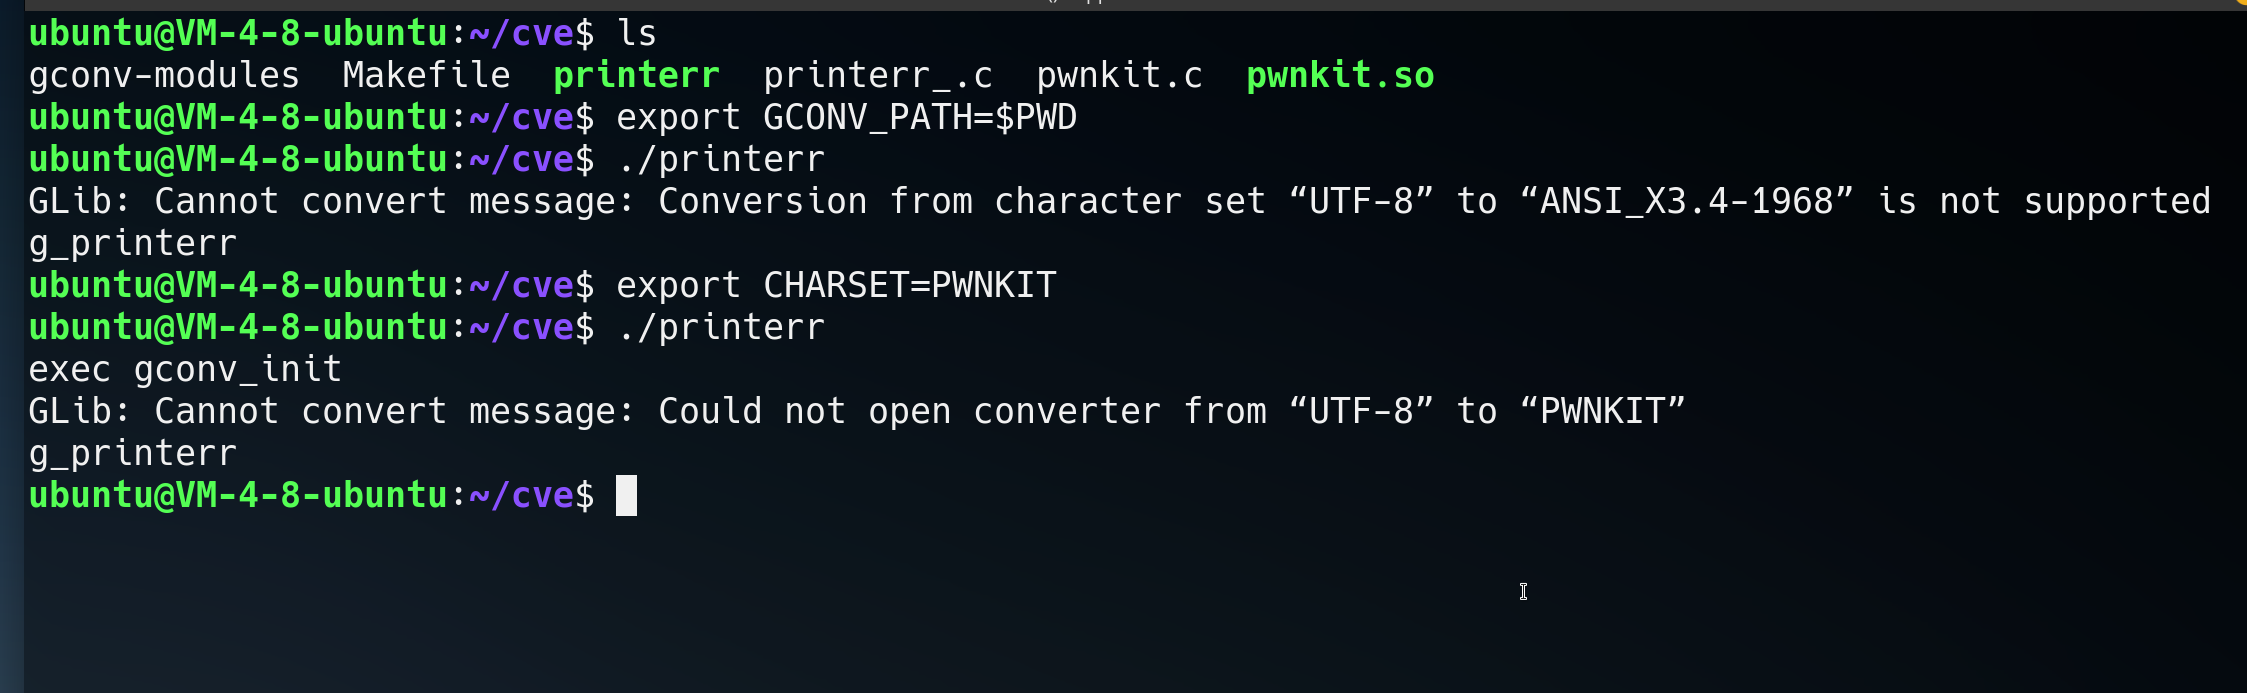 ubuntu@VM-4-8-ubuntu:~/cve$ ls
gconv-modules  Makefile  printerr  printerr_.c  pwnkit.c  pwnkit.so
ubuntu@VM-4-8-ubuntu:~/cve$ export GCONV_PATH=$PWD
ubuntu@VM-4-8-ubuntu:~/cve$ ./printerr
GLib: Cannot convert message: Conversion from character set “UTF-8” to “ANSI_X3.4-1968” is not supported
g_printerr
ubuntu@VM-4-8-ubuntu:~/cve$ export CHARSET=PWNKIT
ubuntu@VM-4-8-ubuntu:~/cve$ ./printerr
exec gconv_init
GLib: Cannot convert message: Could not open converter from “UTF-8” to “PWNKIT”
g_printerr
ubuntu@VM-4-8-ubuntu:~/cve$